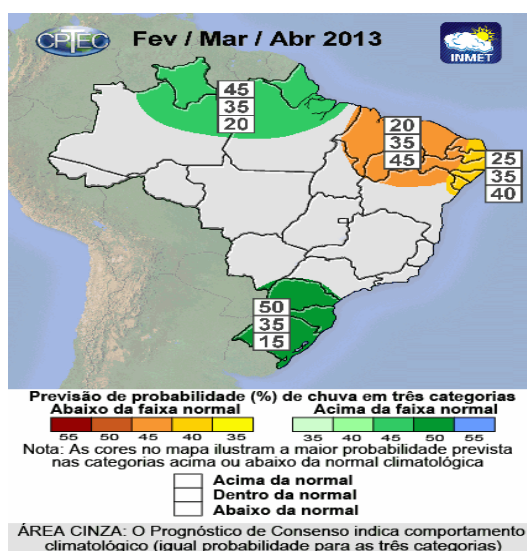 CPTEC
Fev / Mar / Abr 2013
INMET
45
35
20
20
35
45
25
35
40
50
35
15
Previsão de probabilidade (%) de chuva em três categorias
Abaixo da faixa normal Acima da faixa normal
55 50 45 40 35 35 40 45 50 55
Nota: As cores no mapa ilustram a maior probabilidade prevista
nas categorias acima ou abaixo da normal climatológica
Acima da normal
Dentro da normal
Abaixo da normal
ÁREA CINZA: O Prognóstico de Consenso indica comportamento
climatológico (igual probabilidade para as três categorias)